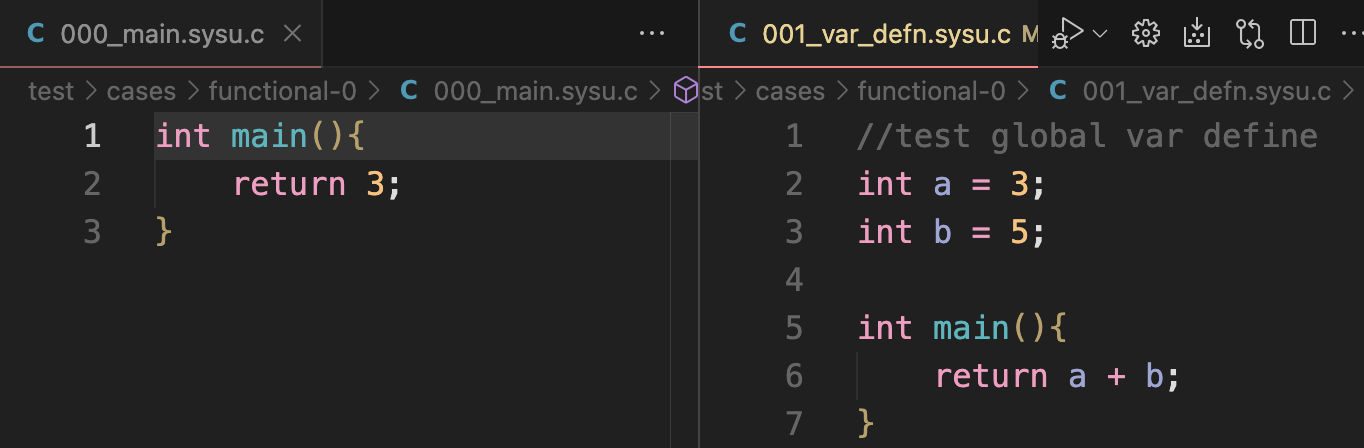 C 000_main.sysu.c
test > cases > functional-0 > C 000_main.sysu.c >
1 int main(){
2 return 3;
3 }
C 001_var_defn.sysu.c M
st > cases > functional-0 > C 001_var_defn.sysu.c >
1 //test global var define
2 int a = 3;
3 int b = 5;
4
5 int main(){
6 return a + b;
7 }